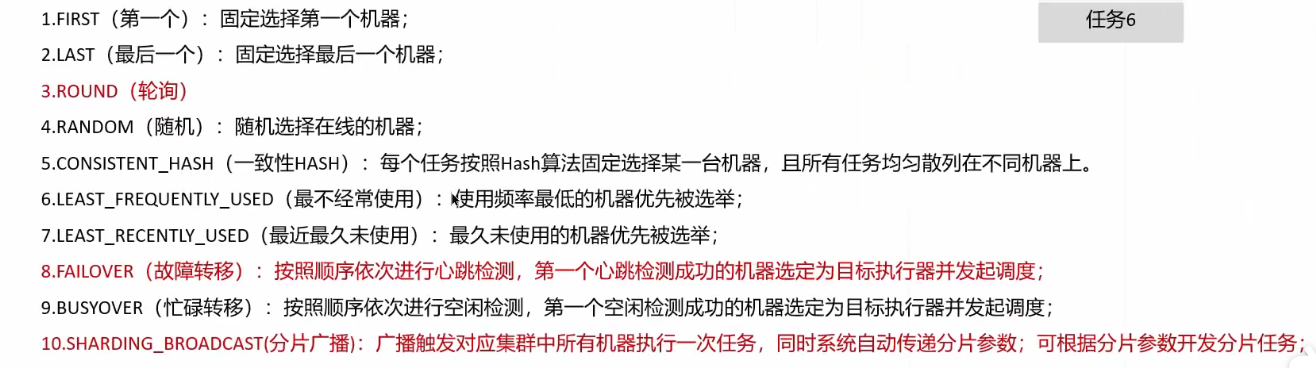 1.FIRST（第一个）：固定选择第一个机器；
任务6
2.LAST（最后一个）：固定选择最后一个机器；
3.ROUND（轮询）
4.RANDOM（随机）：随机选择在线的机器；
5.CONSISTENT_HASH（一致性HASH）：每个任务按照Hash算法固定选择某一台机器，且所有任务均匀散列在不同机器上。
6.LEAST_FREQUENTLY_USED（最不经常使用）：使用频率最低的机器优先被选举；
7.LEAST_RECENTLY_USED（最近最久未使用）：最久未使用的机器优先被选举；
8.FAILOVER（故障转移）：按照顺序依次进行心跳检测，第一个心跳检测成功的机器选定为目标执行器并发起调度；
9.BUSYOVER（忙碌转移）：按照顺序依次进行空闲检测，第一个空闲检测成功的机器选定为目标执行器并发起调度；
10.SHARDING_BROADCAST(分片广播)：广播触发对应集群中所有机器执行一次任务，同时系统自动传递分片参数；可根据分片参数开发分片任务；